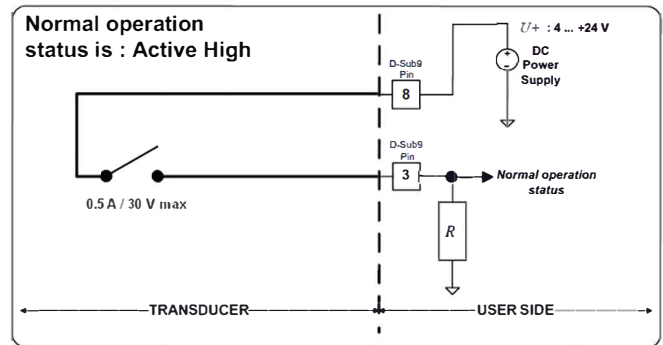 Normal operation
status is : Active High
U+ : 4 ... +24 V
DC
Power
Supply
D-Sub9
Pin
8
D-Sub9
Pin
3
Normal operation
status
0.5 A / 30 V max
R
TRANSDUCER
USER SIDE